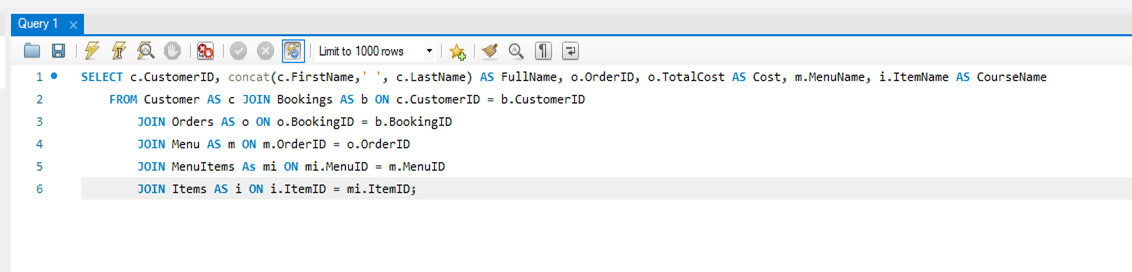 Query 1
Limit to 1000 rows
1 SELECT c.CustomerID, concat(c.FirstName,' ', c.LastName) AS FullName, o.OrderID, o.TotalCost AS Cost, m.MenuName, i.ItemName AS CourseName
2 FROM Customer AS c JOIN Bookings AS b ON c.CustomerID = b.CustomerID
3 JOIN Orders AS o ON o.BookingID = b.BookingID
4 JOIN Menu AS m ON m.OrderID = o.OrderID
5 JOIN MenuItems As mi ON mi.MenuID = m.MenuID
6 JOIN Items AS i ON i.ItemID = mi.ItemID;